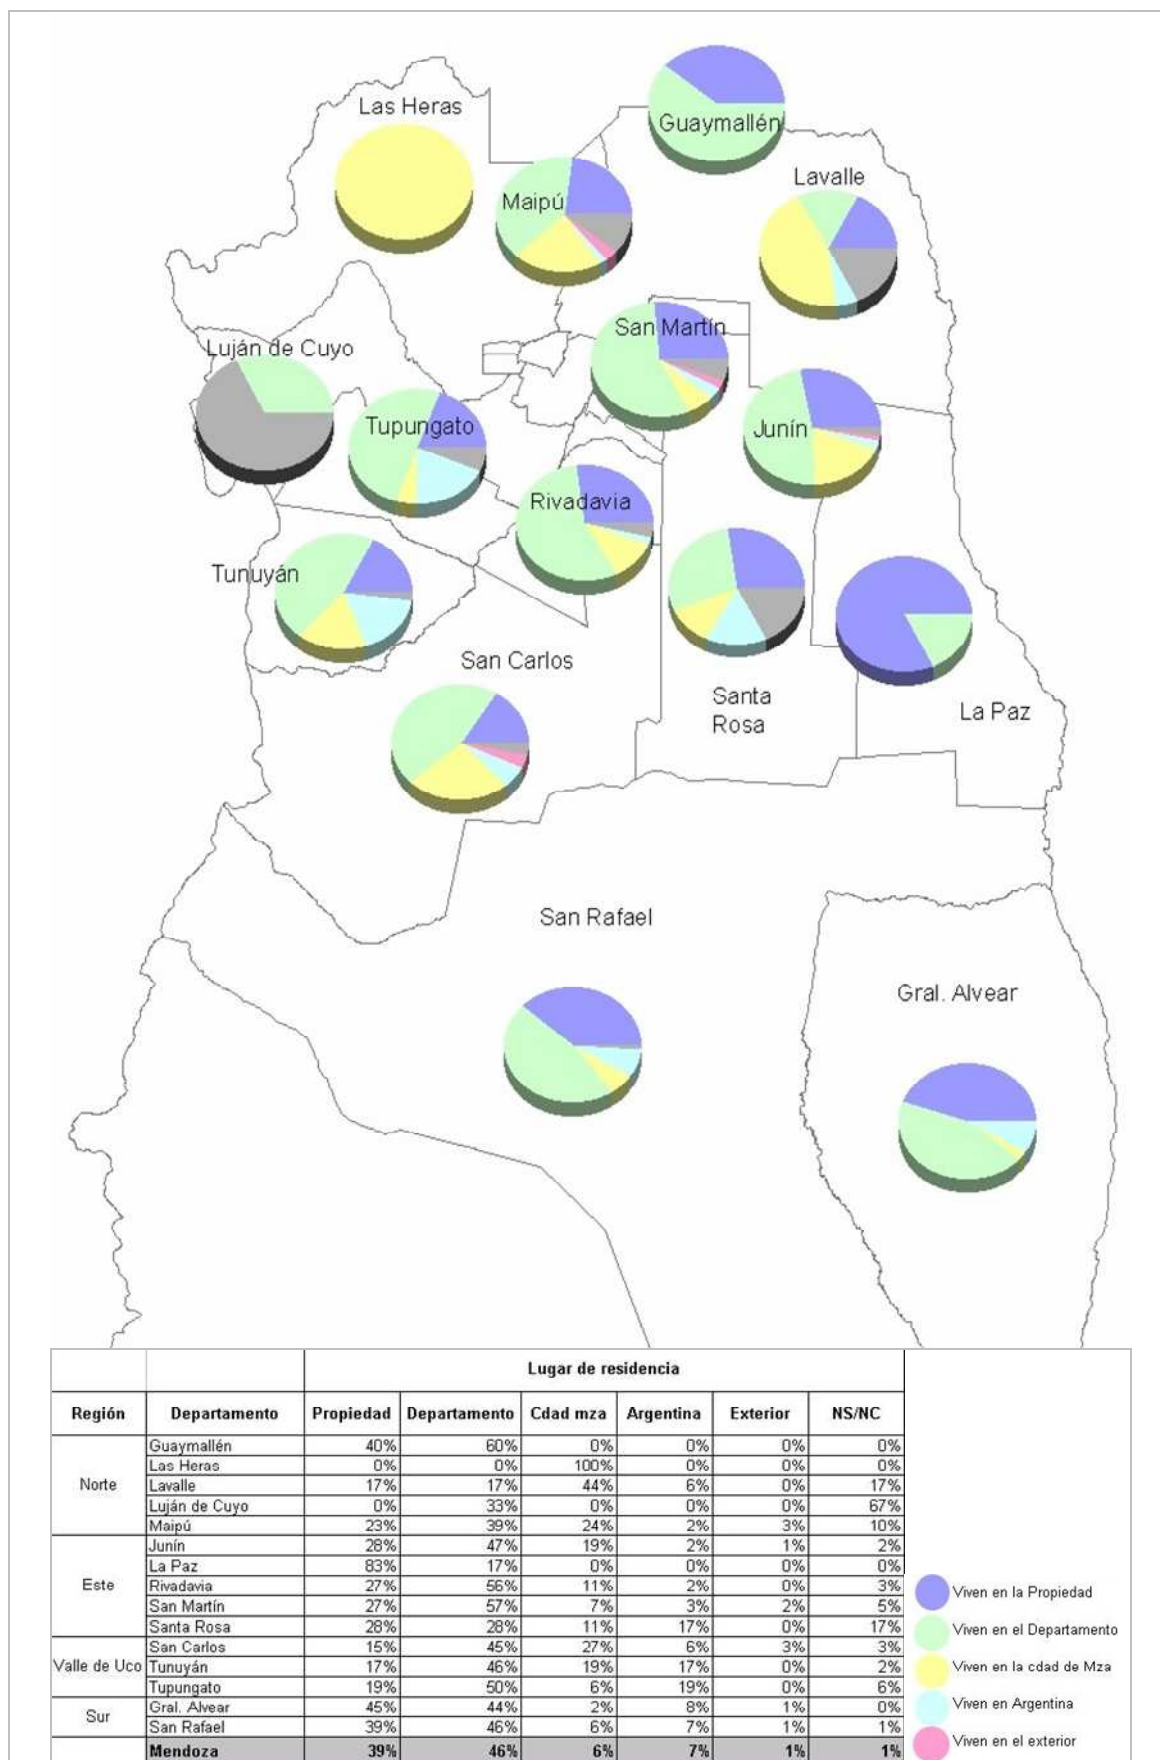 Las Heras
Guaymallén
Maipú
Lavalle
San Martín
Luján de Cuyo
Tupungato
Junín
Rivadavia
Tunuyán
San Carlos
Santa
Rosa
La Paz
San Rafael
Gral. Alvear
Lugar de residencia
Región Departamento Propiedad Departamento Cdad mza Argentina Exterior NS/NC
Norte
Guaymallén 40% 60% 0% 0% 0% 0%
Las Heras 0% 0% 100% 0% 0% 0%
Lavalle 17% 17% 44% 6% 0% 17%
Luján de Cuyo 0% 33% 0% 0% 0% 67%
Maipú 23% 39% 24% 2% 3% 10%
Este
Junín 28% 47% 19% 2% 1% 2%
La Paz 83% 17% 0% 0% 0% 0%
Rivadavia 27% 56% 11% 2% 0% 3%
San Martín 27% 57% 7% 3% 2% 5%
Santa Rosa 28% 28% 11% 17% 0% 17%
Valle de Uco
San Carlos 15% 45% 27% 6% 3% 3%
Tunuyán 17% 46% 19% 17% 0% 2%
Tupungato 19% 50% 6% 19% 0% 6%
Sur
Gral. Alvear 45% 44% 2% 8% 1% 0%
San Rafael 39% 46% 6% 7% 1% 1%
Mendoza 39% 46% 6% 7% 1% 1%
Viven en la Propiedad
Viven en el Departamento
Viven en la cdad de Mza
Viven en Argentina
Viven en el exterior